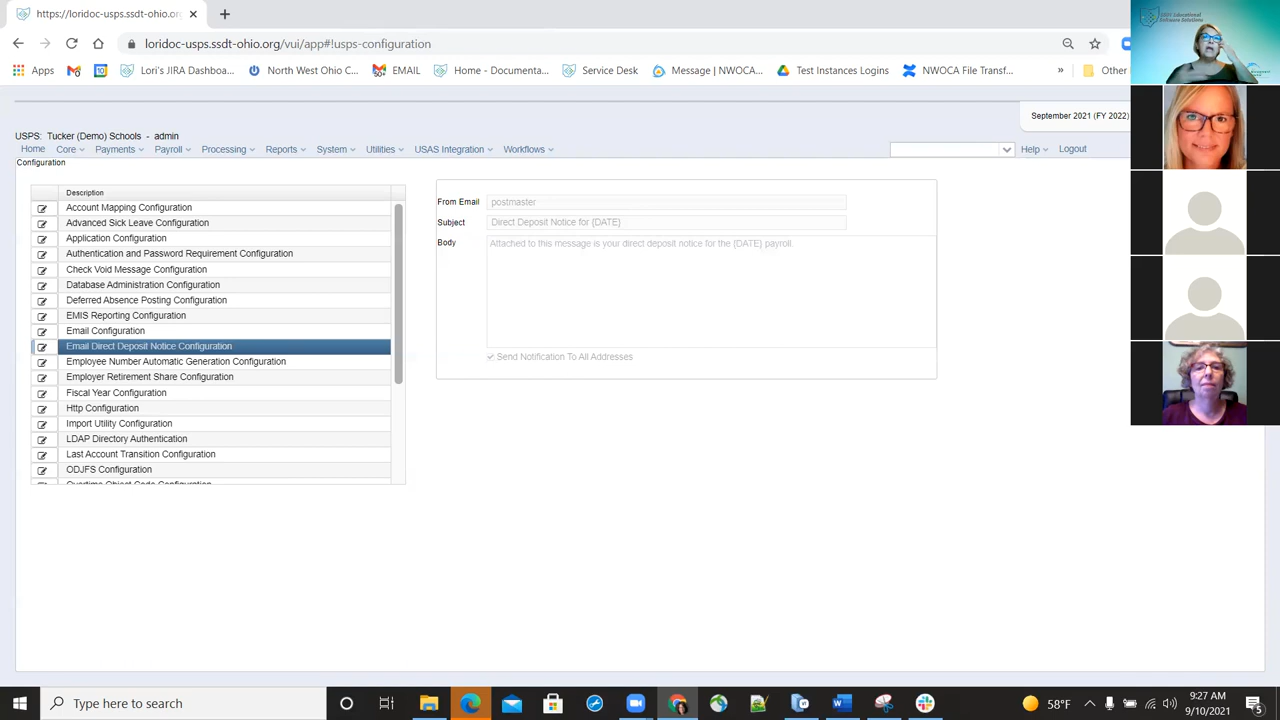 https://loridoc-usps.ssdt-ohio.org
loridoc-usps.ssdt-ohio.org/vui/app#!usps-configuration
Apps
Lori's JIRA Dashboa...
North West Ohio C...
EMAIL
Home - Documenta...
Service Desk
Message | NWOCA...
Test Instances Login
NWOCA File Transf...
»
Other
September 2021 (FY 2022)
USPS: Tucker (Demo) Schools - admin
Home Core Payments Payroll Processing Reports System Utilities USAS Integration Workflows Help Logout
Configuration
Description
Account Mapping Configuration
Advanced Sick Leave Configuration
Application Configuration
Authentication and Password Requirement Configuration
Check Void Message Configuration
Database Administration Configuration
Deferred Absence Posting Configuration
EMIS Reporting Configuration
Email Configuration
Email Direct Deposit Notice Configuration
Employee Number Automatic Generation Configuration
Employer Retirement Share Configuration
Fiscal Year Configuration
Http Configuration
Import Utility Configuration
LDAP Directory Authentication
Last Account Transition Configuration
ODJFS Configuration
Overtime Object Code Configuration
From Email postmaster
Subject Direct Deposit Notice for {DATE}
Body Attached to this message is your direct deposit notice for the {DATE} payroll.
Send Notification To All Addresses
Type here to search
58°F
9:27 AM
9/10/2021
5